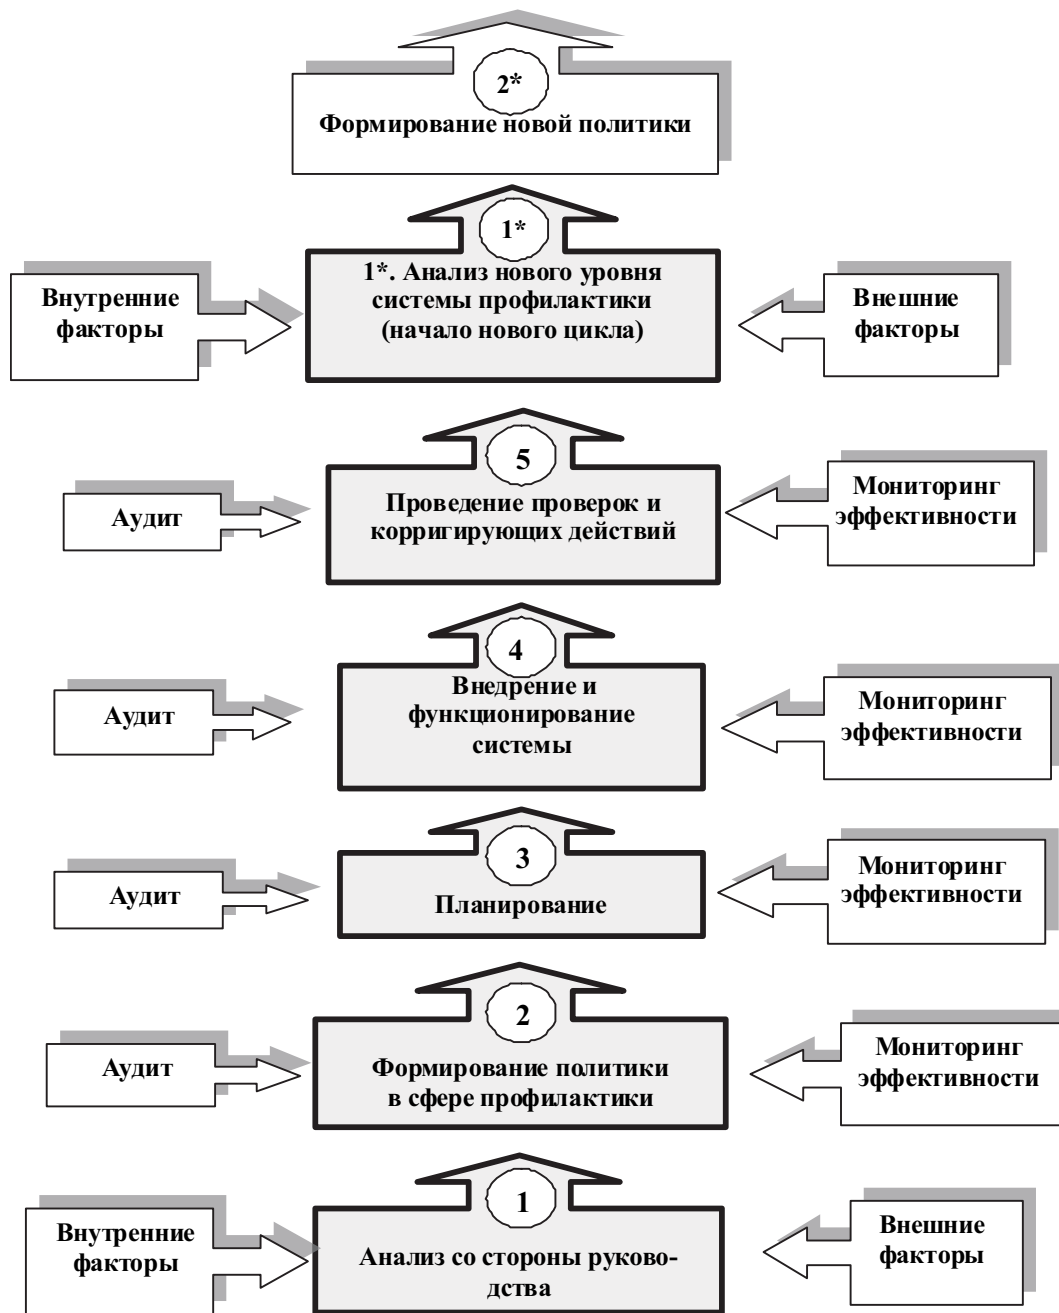 2*
Формирование новой политики
1*
1*. Анализ нового уровня
системы профилактики
(начало нового цикла)
Внутренние
факторы
Внешние
факторы
5
Проведение проверок и
корригирующих действий
Аудит
Мониторинг
эффективности
4
Внедрение и
функционирование
системы
Аудит
Мониторинг
эффективности
3
Планирование
Аудит
Мониторинг
эффективности
2
Формирование политики
в сфере профилактики
Аудит
Мониторинг
эффективности
1
Анализ со стороны руково-
дства
Внутренние
факторы
Внешние
факторы